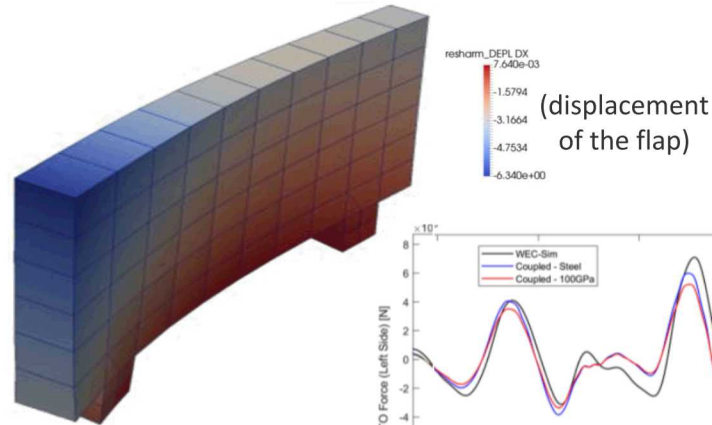 resharm_DEPL DX
7.640e-03
-1.5794
-3.1664
-4.7534
-6.340e+00
(displacement
of the flap)
8
6
4
2
0
-2
-4
WEC-Sim
Coupled - Steel
Coupled - 100GPa
Force (Left Side) [N]